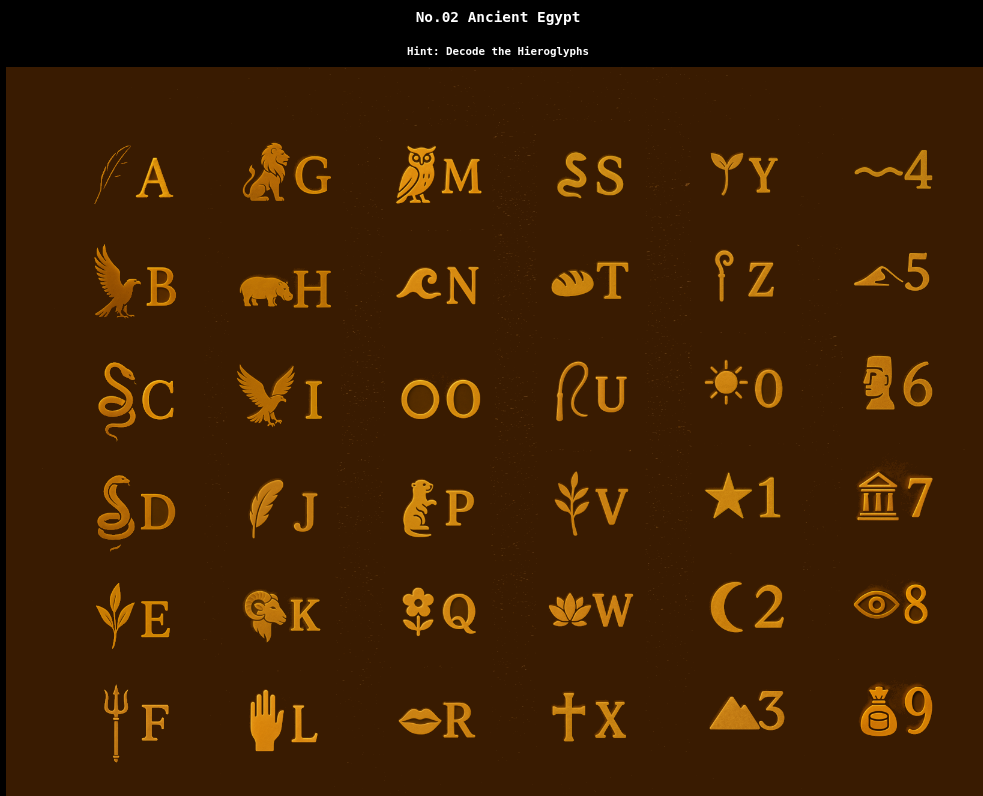 No.02 Ancient Egypt
Hint: Decode the Hieroglyphs
A G M S Y 4
B H N T Z 5
C I O U 0 6
D J P V 1 7
E K Q W 2 8
F L R X 3 9